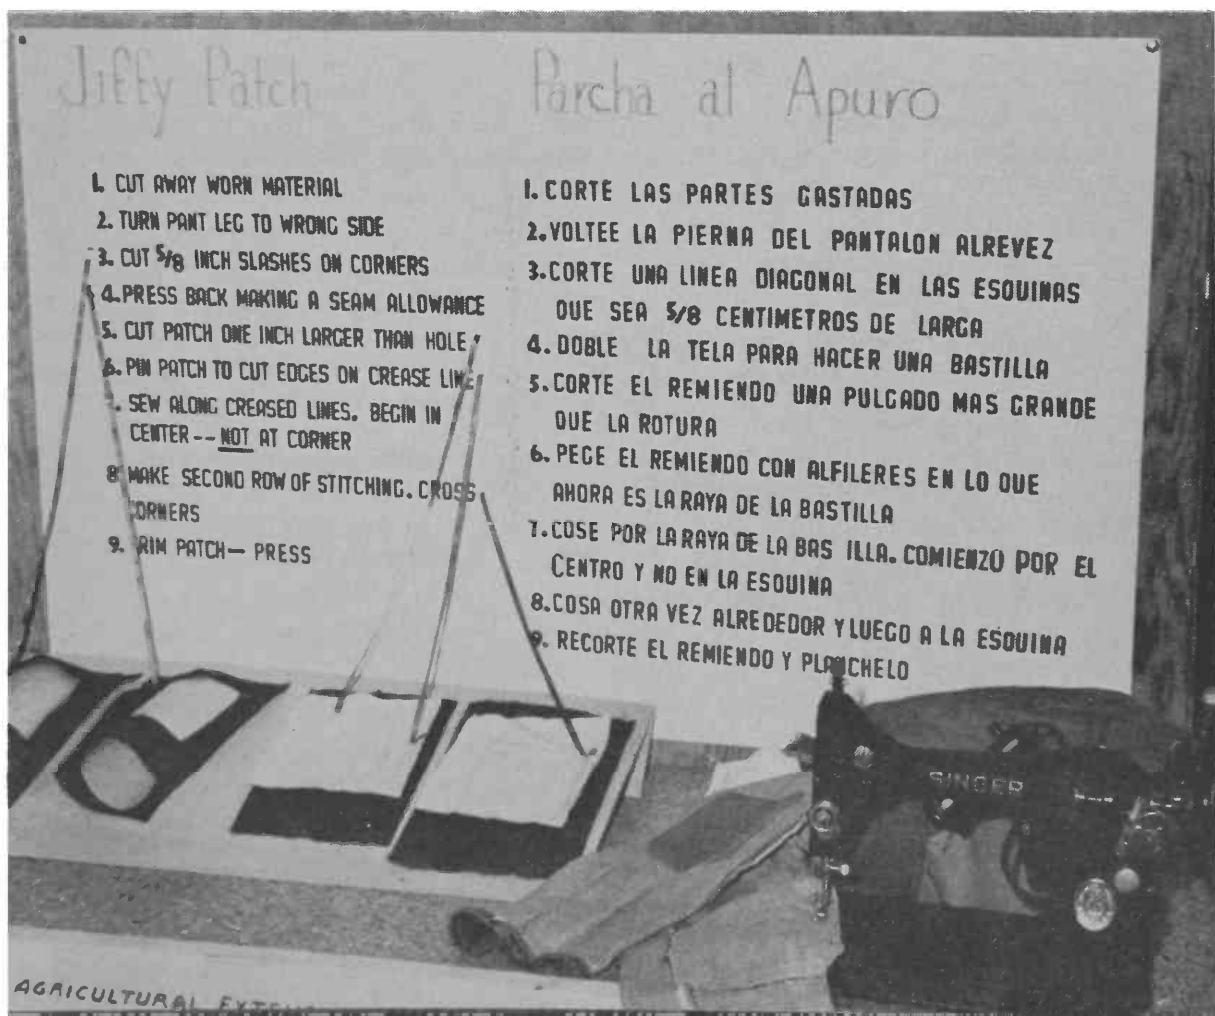 Jiffy Patch
1. CUT AWAY WORN MATERIAL
2. TURN PANT LEG TO WRONG SIDE
3. CUT 5/8 INCH SLASHES ON CORNERS
4. PRESS BACK MAKING A SEAM ALLOWANCE
5. CUT PATCH ONE INCH LARGER THAN HOLE
6. PIN PATCH TO CUT EDGES ON CREASE LINE
. SEW ALONG CREASED LINES. BEGIN IN
CENTER -- NOT AT CORNER
8 MAKE SECOND ROW OF STITCHING. CROSS
CORNERS
9. RIM PATCH — PRESS
Parcha al Apuro
1. CORTE LAS PARTES GASTADAS
2. VOLTEE LA PIERNA DEL PANTALON ALREVEZ
3. CORTE UNA LINEA DIAGONAL EN LAS ESQUINAS
QUE SEA 5/8 CENTIMETROS DE LARGA
4. DOBLE LA TELA PARA HACER UNA BASTILLA
5. CORTE EL REMIENDO UNA PULGADO MAS GRANDE
QUE LA ROTURA
6. PEGE EL REMIENDO CON ALFILERES EN LO QUE
AHORA ES LA RAYA DE LA BASTILLA
7. COSE POR LA RAYA DE LA BAS ILLA. COMIENZO POR EL
CENTRO Y NO EN LA ESQUINA
8. COSA OTRA VEZ ALREDEDOR Y LUEGO A LA ESQUINA
9. RECORTE EL REMIENDO Y PLANCHELO
SINGER
AGRICULTURAL